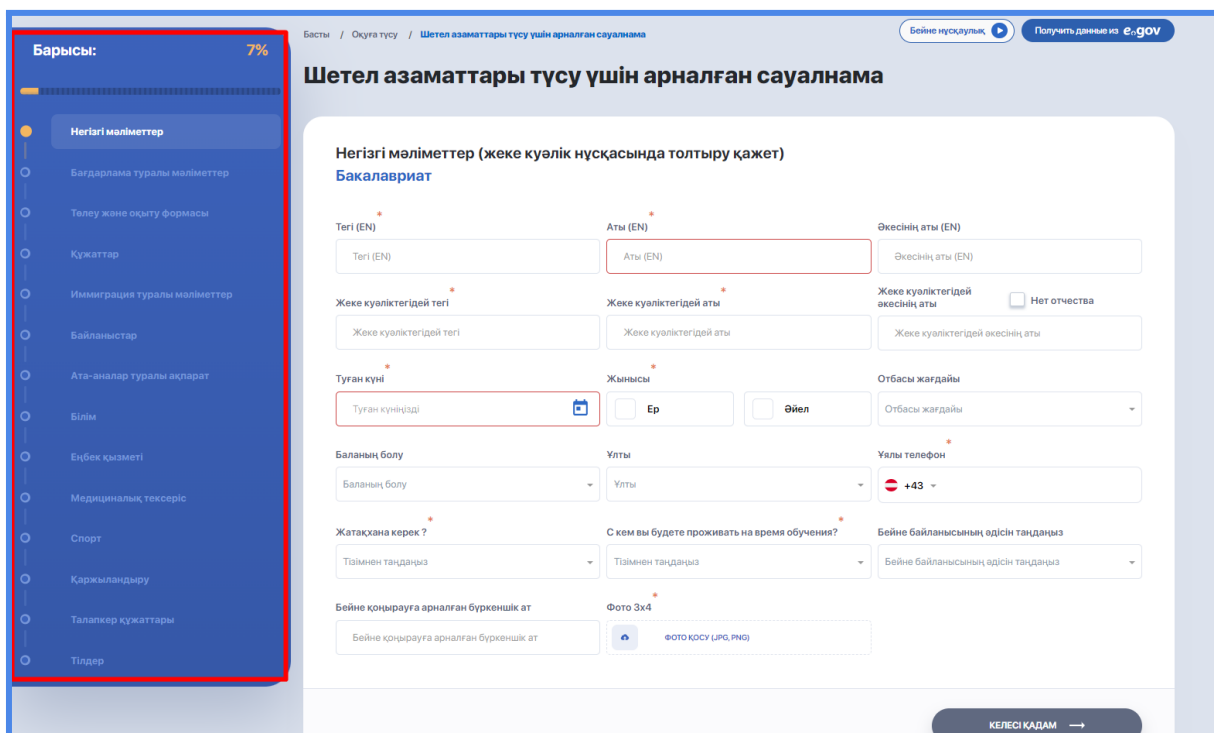 Барысы: 7%
Негізгі мәліметтер
Бағдарлама туралы мәліметтер
Төлеу және оқыту формасы
Құжаттар
Иммиграция туралы мәліметтер
Байланыстар
Ата-аналар туралы ақпарат
Білім
Еңбек қызметі
Медициналық тексеріс
Спорт
Қаржыландыру
Талапкер құжаттары
Тілдер
Басты / Оқуға түсу / Шетел азаматтары түсу үшін арналған сауалнама
Бейне нұсқаулық
Получить данные из e.gov
Шетел азаматтары түсу үшін арналған сауалнама
Негізгі мәліметтер (жеке куәлік нұсқасында толтыру қажет)
Бакалавриат
Тегі (EN) * Аты (EN) * Әкесінің аты (EN)
Тегі (EN) Аты (EN) Әкесінің аты (EN)
Жеке куәліктегідей тегі * Жеке куәліктегідей аты * Жеке куәліктегідей әкесінің аты Нет отчества
Жеке куәліктегідей тегі Жеке куәліктегідей аты Жеке куәліктегідей әкесінің аты
Туған күні * Жынысы * Отбасы жағдайы
Туған күніңізді Ер Әйел Отбасы жағдайы
Баланың болу Ұлты Ұялы телефон *
Баланың болу Ұлты +43
Жатақхана керек ? * С кем вы будете проживать на время обучения? * Бейне байланысының әдісін таңдаңыз
Тізімнен таңдаңыз Тізімнен таңдаңыз Бейне байланысының әдісін таңдаңыз
Бейне қоңырауға арналған бүркеншік ат Фото 3x4 *
Бейне қоңырауға арналған бүркеншік ат ФОТО ҚОСУ (JPG, PNG)
КЕЛЕСІ ҚАДАМ →